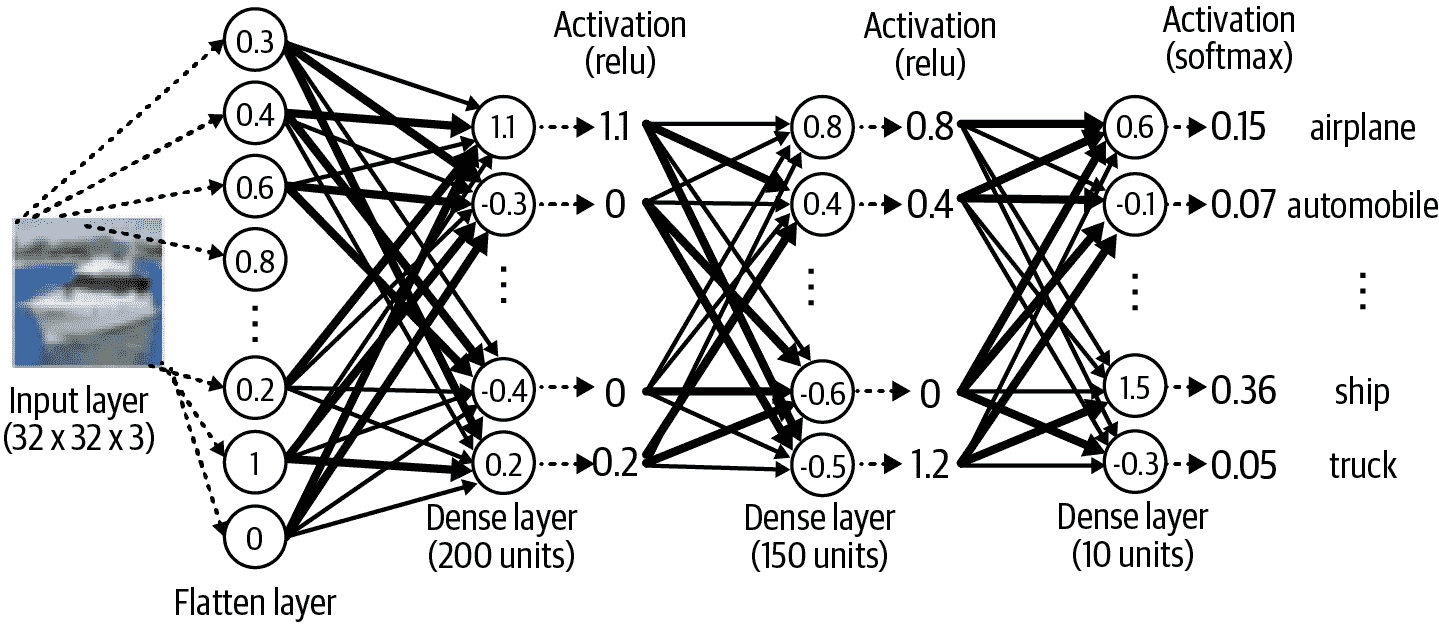 0.3
0.4
0.6
0.8
⋮
0.2
1
0
Input layer
(32 x 32 x 3)
Flatten layer
1.1
-0.3
⋮
-0.4
0.2
Dense layer
(200 units)
Activation
(relu)
1.1
0
0
0.2
0.8
0.4
⋮
-0.6
-0.5
Dense layer
(150 units)
Activation
(relu)
0.8
0.4
0
1.2
0.6
-0.1
⋮
1.5
-0.3
Dense layer
(10 units)
Activation
(softmax)
0.15 airplane
0.07 automobile
⋮
0.36 ship
0.05 truck